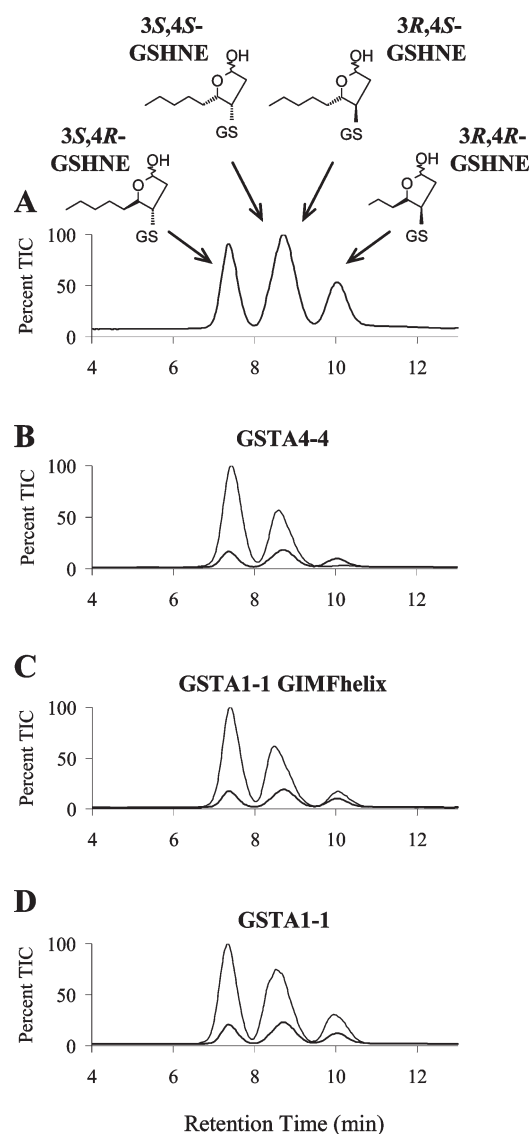 3S,4S-
GSHNE
3R,4S-
GSHNE
3S,4R-
GSHNE
3R,4R-
GSHNE
OH
O
GS
OH
O
GS
OH
O
GS
OH
O
GS
A
Percent TIC
100
50
0
4 6 8 10 12
B
GSTA4-4
Percent TIC
100
50
0
4 6 8 10 12
C
GSTA1-1 GIMFhelix
Percent TIC
100
50
0
4 6 8 10 12
D
GSTA1-1
Percent TIC
100
50
0
4 6 8 10 12
Retention Time (min)